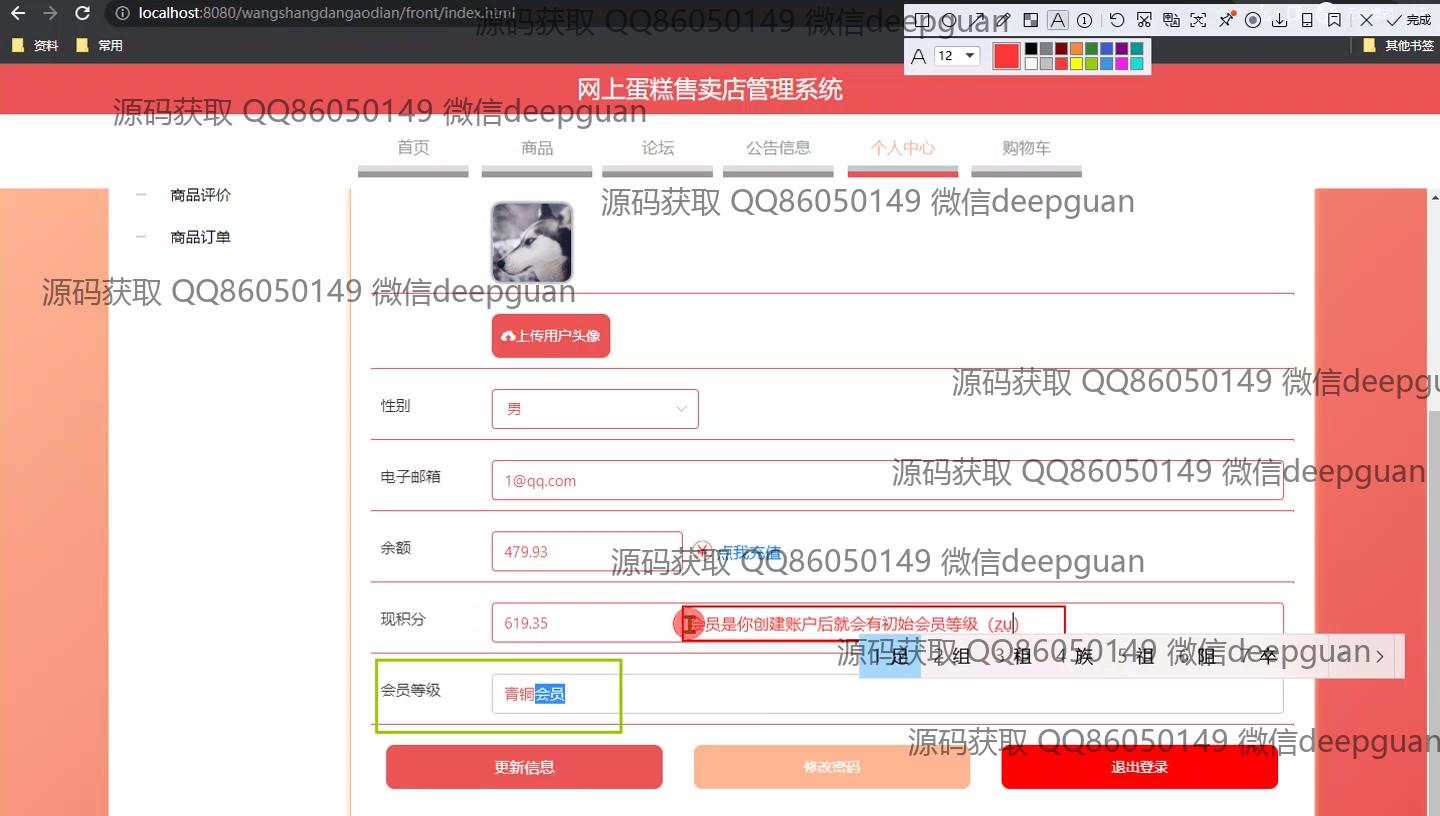 localhost:8080/wangshangdangaodian/front/index.html
源码获取 QQ86050149 微信deepguan
资料
常用
A
12
完成
其他书签
网上蛋糕售卖店管理系统
源码获取 QQ86050149 微信deepguan
首页
商品
论坛
公告信息
个人中心
购物车
商品评价
商品订单
源码获取 QQ86050149 微信deepguan
源码获取 QQ86050149 微信deepguan
上传用户头像
源码获取 QQ86050149 微信deepgu
性别
男
电子邮箱
1@qq.com
源码获取 QQ86050149 微信deepguan
余额
479.93
点我充值
源码获取 QQ86050149 微信deepguan
现积分
619.35
会员是你创建账户后就会有初始会员等级（zu）
源码获取 QQ86050149 微信deepguan
1 足 2 组 3 租 4 族 5 祖 6 阻 7 卒
会员等级
青铜会员
源码获取 QQ86050149 微信deepguan
更新信息
修改密码
退出登录